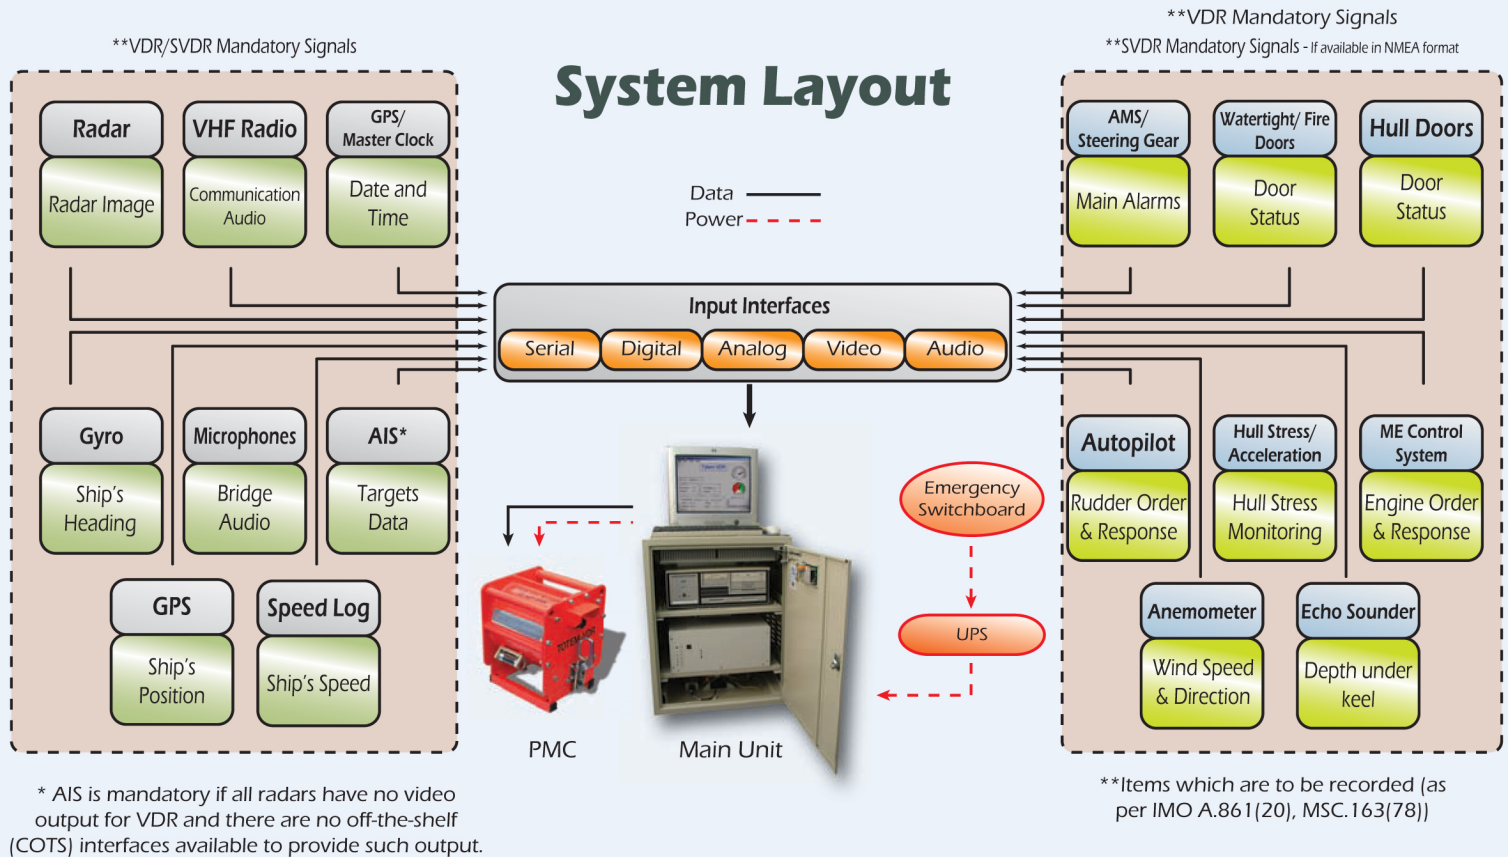 **VDR/SVDR Mandatory Signals
System Layout
**VDR Mandatory Signals
**SVDR Mandatory Signals - If available in NMEA format
Radar
Radar Image
VHF Radio
Communication
Audio
GPS/
Master Clock
Date and
Time
Data
Power
AMS/
Steering Gear
Main Alarms
Watertight/ Fire
Doors
Door
Status
Hull Doors
Door
Status
Input Interfaces
Serial
Digital
Analog
Video
Audio
Gyro
Ship's
Heading
Microphones
Bridge
Audio
AIS*
Targets
Data
GPS
Ship's
Position
Speed Log
Ship's Speed
TOTEM VDR
PMC
Main Unit
Emergency
Switchboard
UPS
Autopilot
Rudder Order
& Response
Hull Stress/
Acceleration
Hull Stress
Monitoring
ME Control
System
Engine Order
& Response
Anemometer
Wind Speed
& Direction
Echo Sounder
Depth under
keel
* AIS is mandatory if all radars have no video
output for VDR and there are no off-the-shelf
(COTS) interfaces available to provide such output.
**Items which are to be recorded (as
per IMO A.861(20), MSC.163(78))